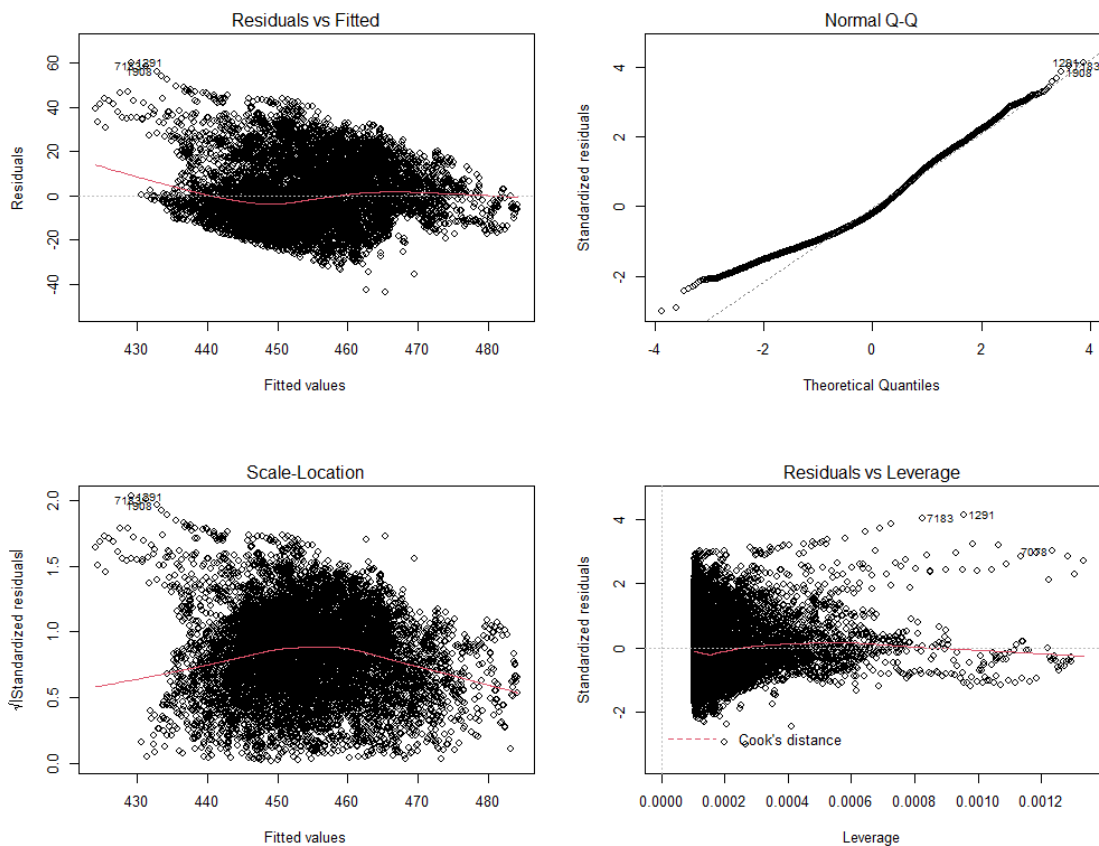 Residuals vs Fitted
Residuals
60
40
20
0
-20
-40
1291
1908
430 440 450 460 470 480
Fitted values
Normal Q-Q
Standardized residuals
4
2
0
-2
1908
-4 -2 0 2 4
Theoretical Quantiles
Scale-Location
√|Standardized residuals|
2.0
1.5
1.0
0.5
0.0
1291
1908
430 440 450 460 470 480
Fitted values
Residuals vs Leverage
Standardized residuals
4
2
0
-2
7183
1291
7078
Cook's distance
0.0000 0.0002 0.0004 0.0006 0.0008 0.0010 0.0012
Leverage